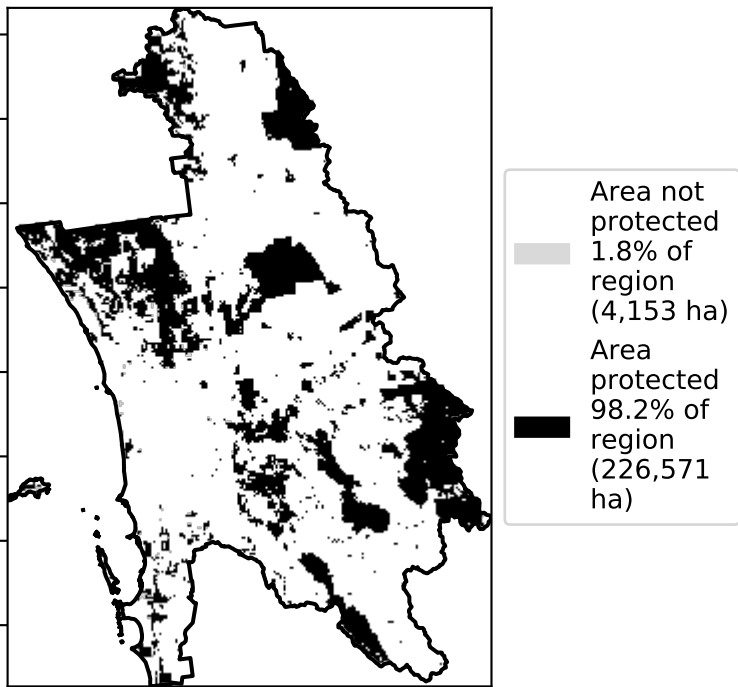 Area not
protected
1.8% of
region
(4,153 ha)
Area
protected
98.2% of
region
(226,571
ha)